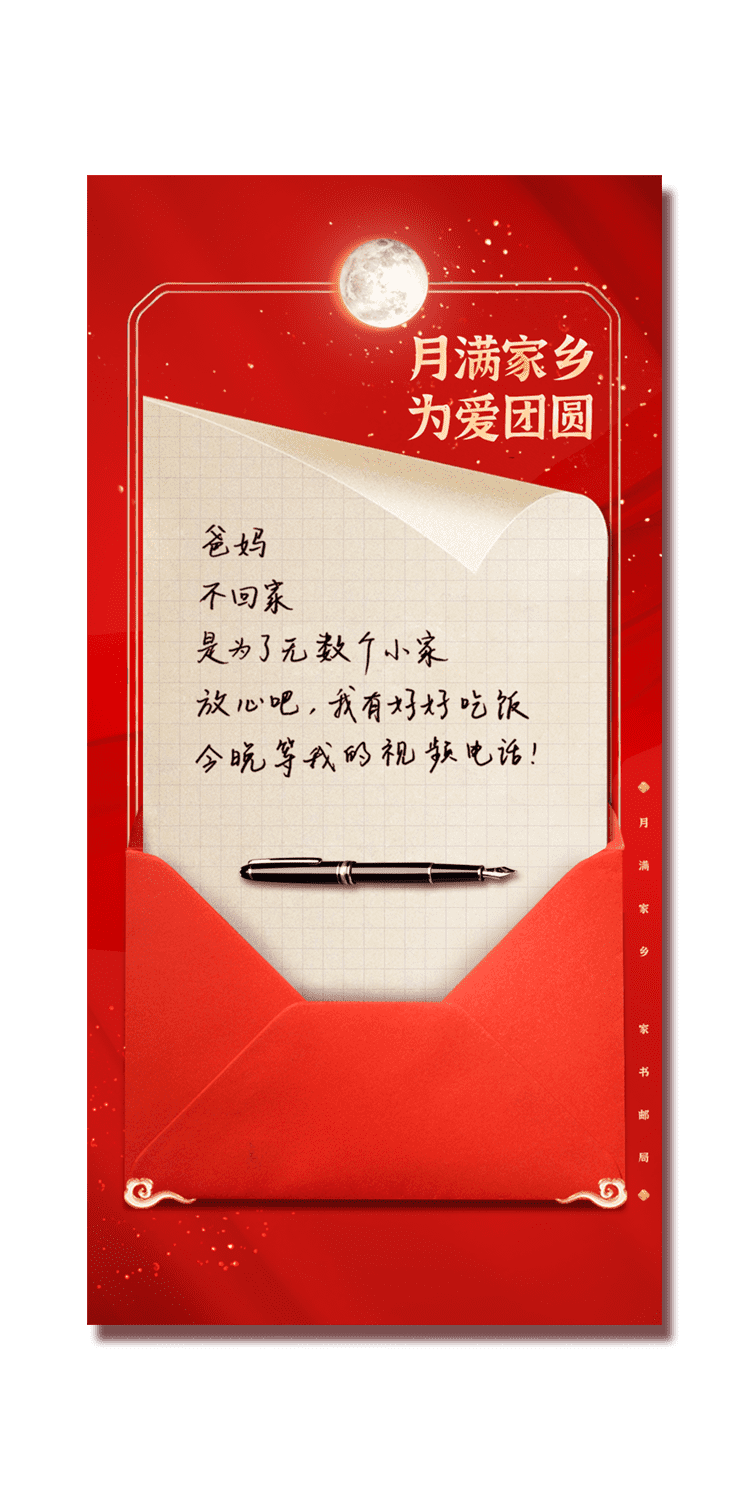 月满家乡
为爱团圆
爸妈
不回家
是为了无数个小家
放心吧，我有好好吃饭
今晚等我的视频电话！
月满家乡 家书邮局